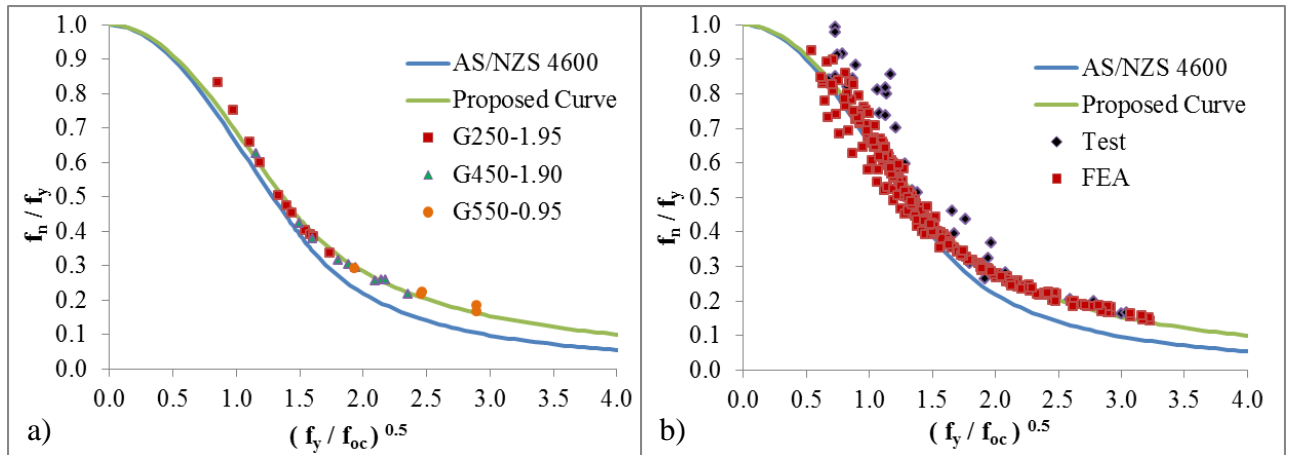 1.0
0.9
0.8
0.7
0.6
0.5
0.4
0.3
0.2
0.1
0.0
fn / fy
0.0 0.5 1.0 1.5 2.0 2.5 3.0 3.5 4.0
( fy / foc ) 0.5
AS/NZS 4600
Proposed Curve
G250-1.95
G450-1.90
G550-0.95
a)
1.0
0.9
0.8
0.7
0.6
0.5
0.4
0.3
0.2
0.1
0.0
fn / fy
0.0 0.5 1.0 1.5 2.0 2.5 3.0 3.5 4.0
( fy / foc ) 0.5
AS/NZS 4600
Proposed Curve
Test
FEA
b)